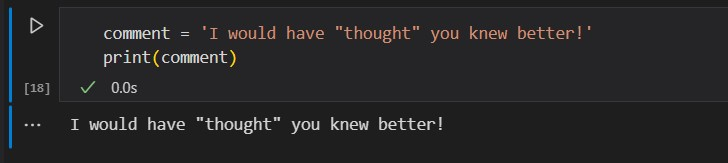 comment = 'I would have "thought" you knew better!'
print(comment)
[18]
0.0s
I would have "thought" you knew better!